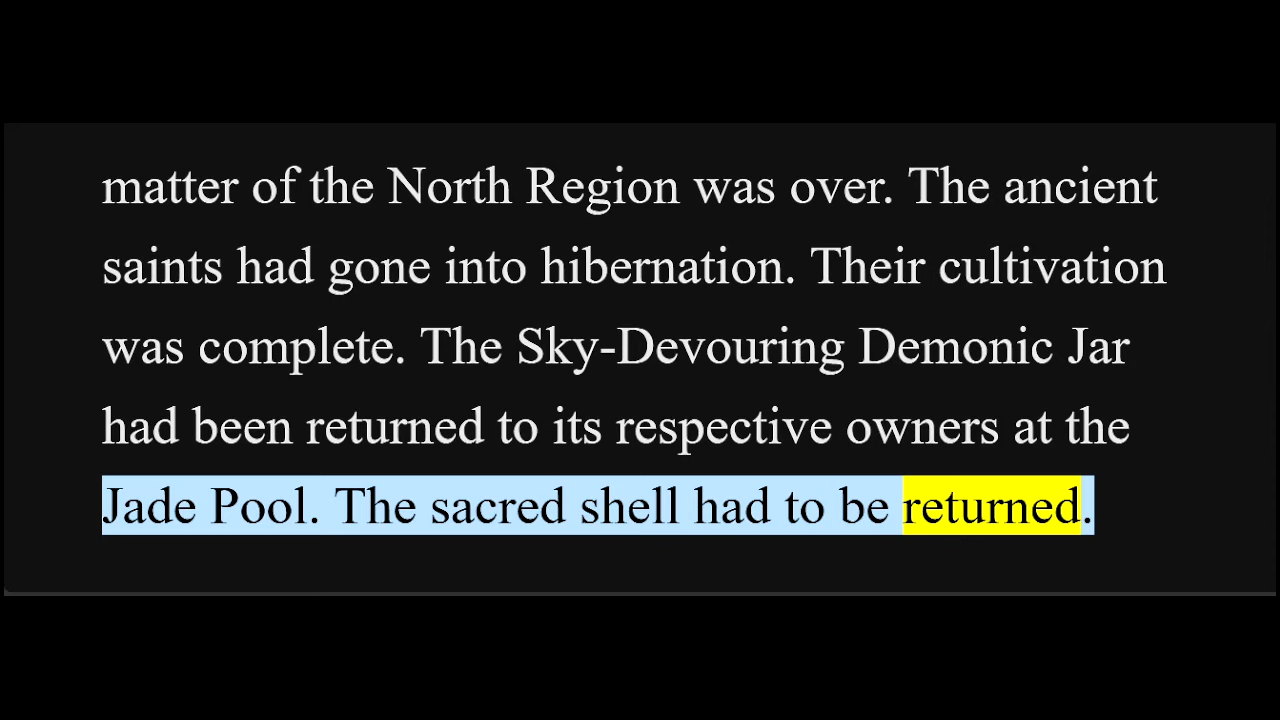 matter of the North Region was over. The ancient
saints had gone into hibernation. Their cultivation
was complete. The Sky-Devouring Demonic Jar
had been returned to its respective owners at the
Jade Pool. The sacred shell had to be returned.